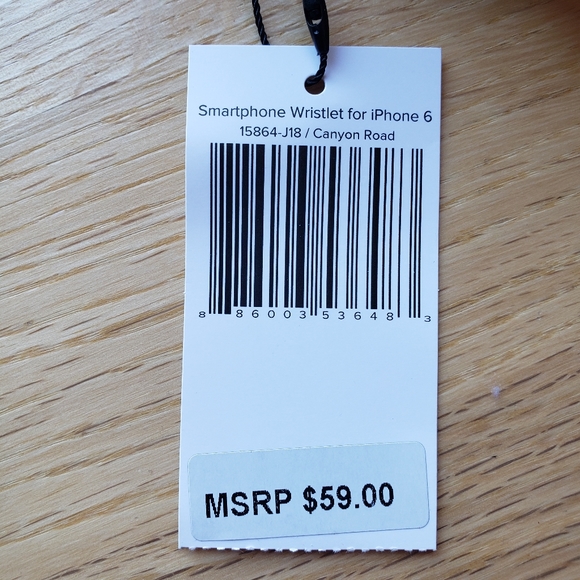 Smartphone Wristlet for iPhone 6
15864-J18 / Canyon Road
8 86003 53648 3
MSRP $59.00